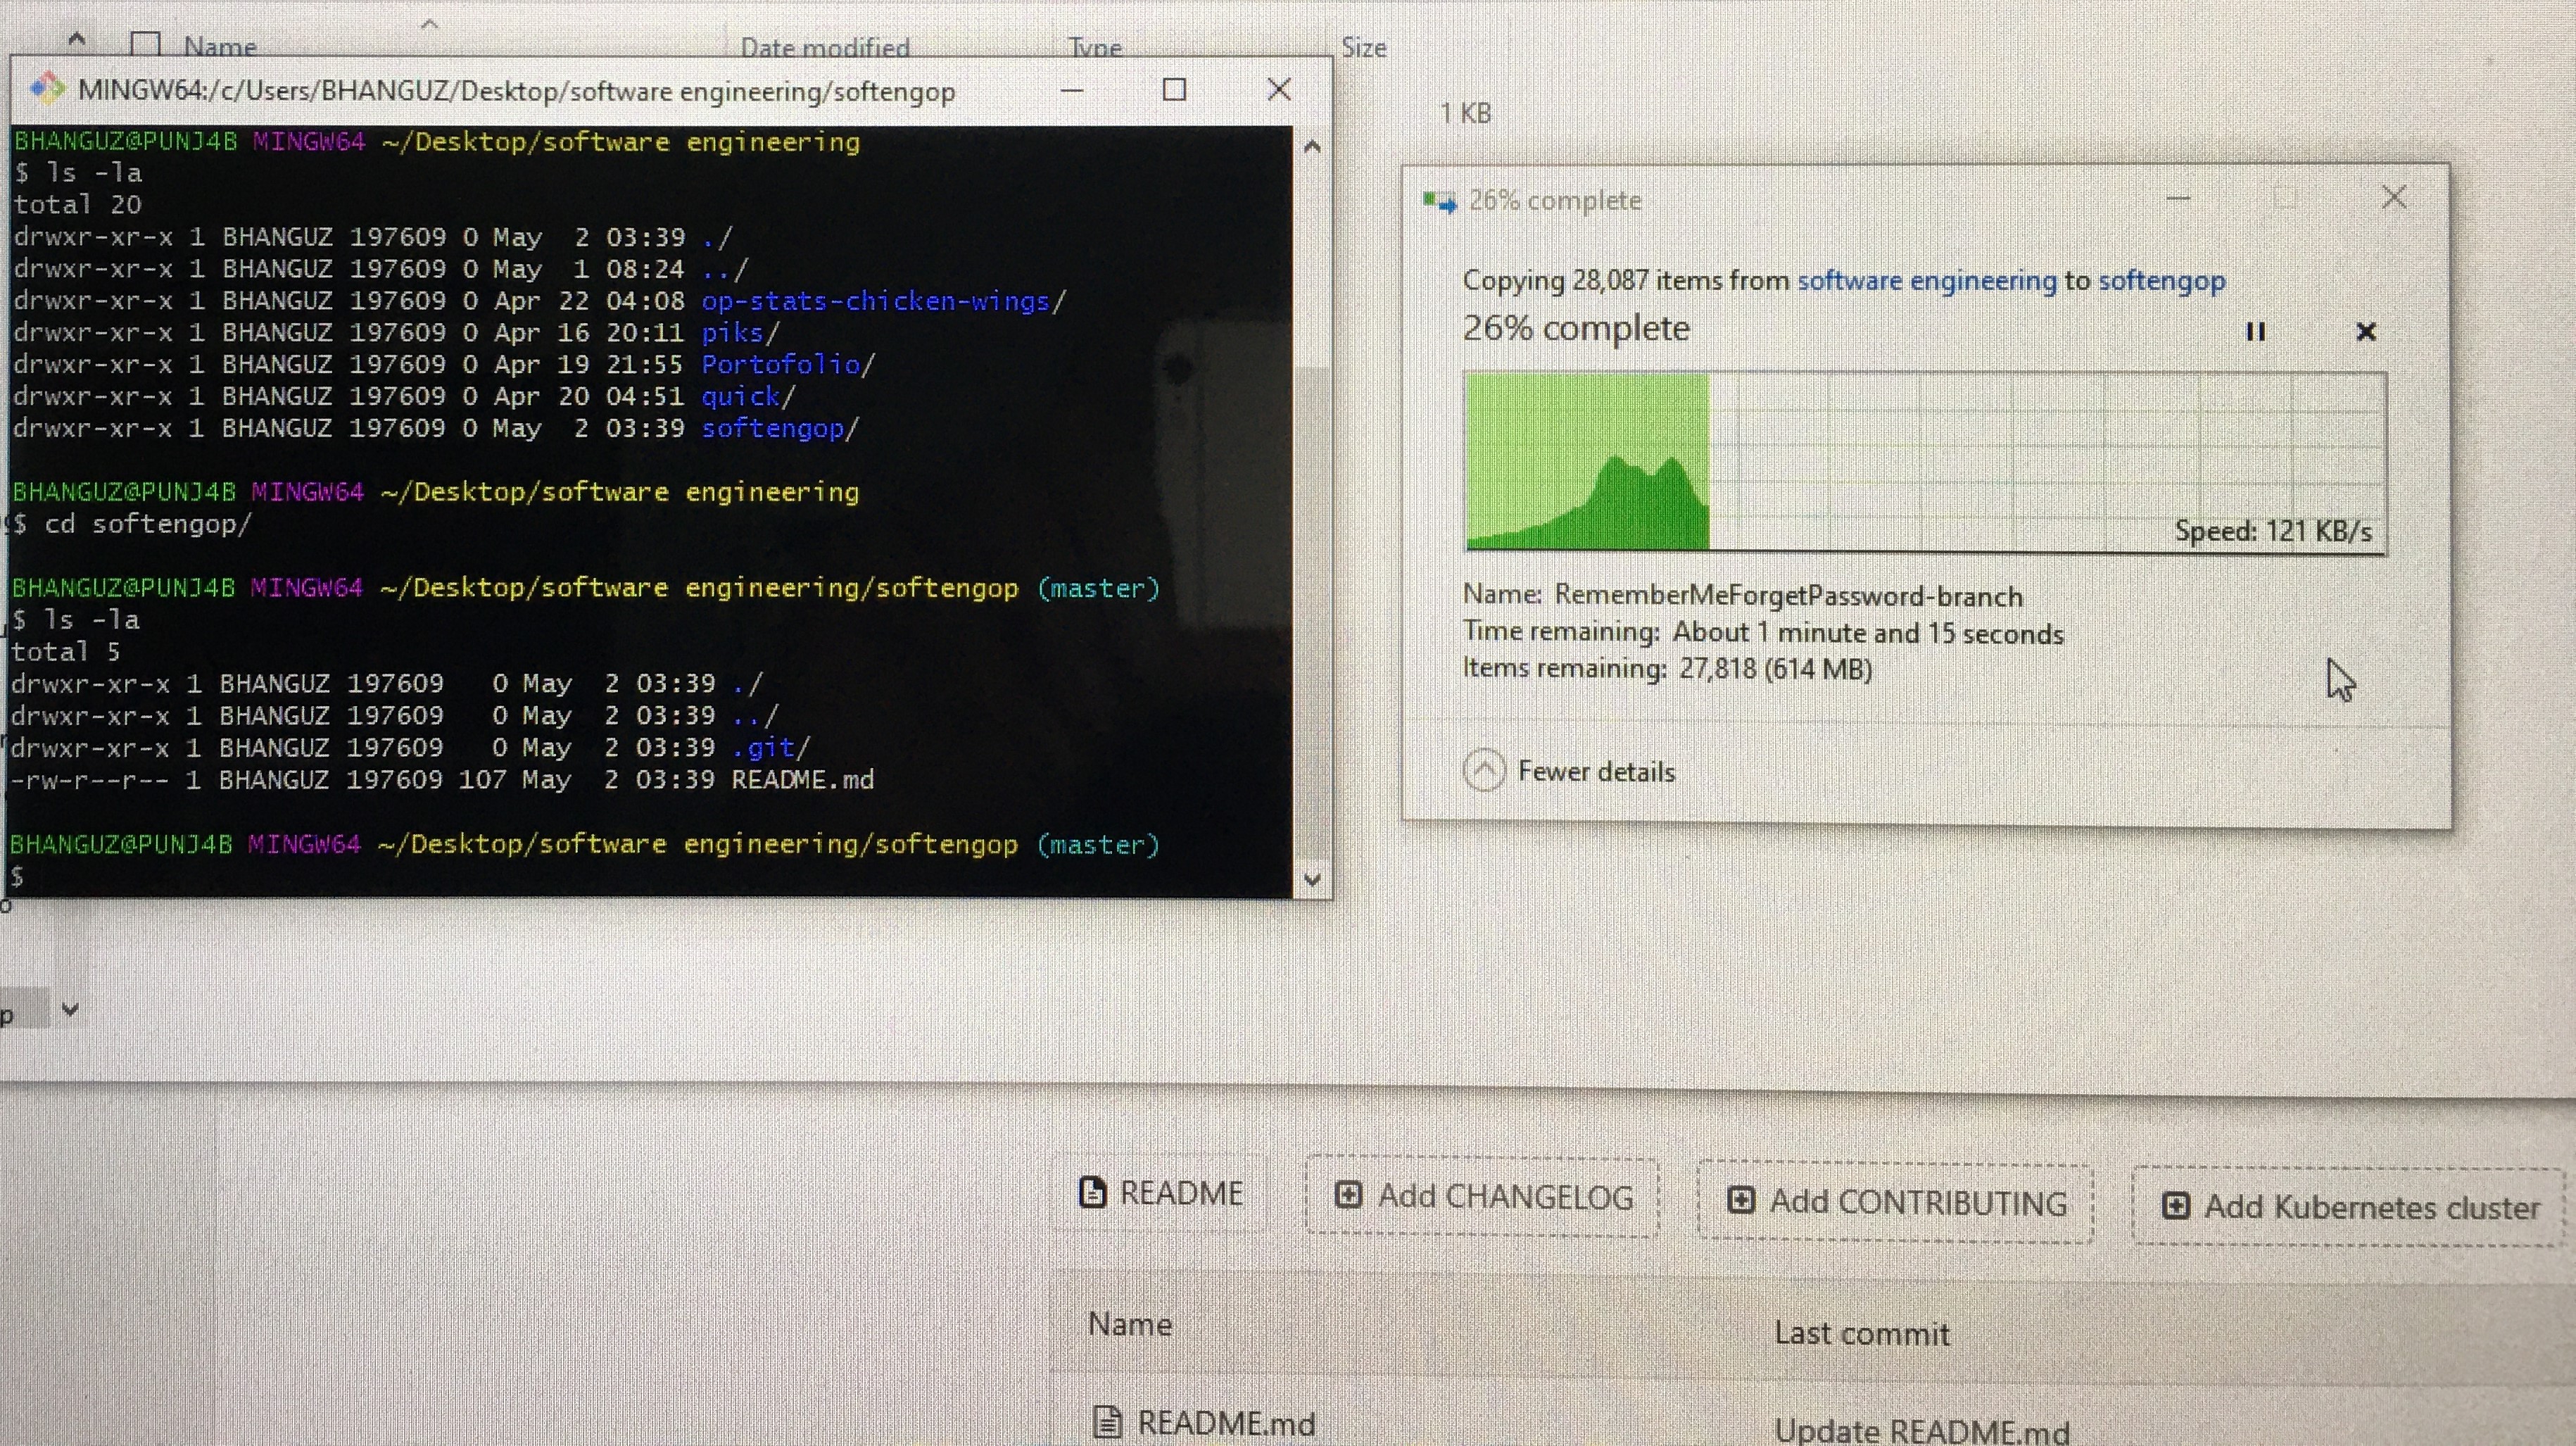 Name Date modified Type Size
MINGW64:/c/Users/BHANGUZ/Desktop/software engineering/softengop
BHANGUZ@PUNJ4B MINGW64 ~/Desktop/software engineering
$ ls -la
total 20
drwxr-xr-x 1 BHANGUZ 197609 0 May  2 03:39 ./
drwxr-xr-x 1 BHANGUZ 197609 0 May  1 08:24 ../
drwxr-xr-x 1 BHANGUZ 197609 0 Apr 22 04:08 op-stats-chicken-wings/
drwxr-xr-x 1 BHANGUZ 197609 0 Apr 16 20:11 piks/
drwxr-xr-x 1 BHANGUZ 197609 0 Apr 19 21:55 Portofolio/
drwxr-xr-x 1 BHANGUZ 197609 0 Apr 20 04:51 quick/
drwxr-xr-x 1 BHANGUZ 197609 0 May  2 03:39 softengop/
BHANGUZ@PUNJ4B MINGW64 ~/Desktop/software engineering
$ cd softengop/
BHANGUZ@PUNJ4B MINGW64 ~/Desktop/software engineering/softengop (master)
$ ls -la
total 5
drwxr-xr-x 1 BHANGUZ 197609   0 May  2 03:39 ./
drwxr-xr-x 1 BHANGUZ 197609   0 May  2 03:39 ../
drwxr-xr-x 1 BHANGUZ 197609   0 May  2 03:39 .git/
-rw-r--r-- 1 BHANGUZ 197609 107 May  2 03:39 README.md
BHANGUZ@PUNJ4B MINGW64 ~/Desktop/software engineering/softengop (master)
$
1 KB
26% complete
Copying 28,087 items from software engineering to softengop
26% complete
Speed: 121 KB/s
Name: RememberMeForgetPassword-branch
Time remaining: About 1 minute and 15 seconds
Items remaining: 27,818 (614 MB)
Fewer details
p
README Add CHANGELOG Add CONTRIBUTING Add Kubernetes cluster
Name Last commit
README.md Update README.md